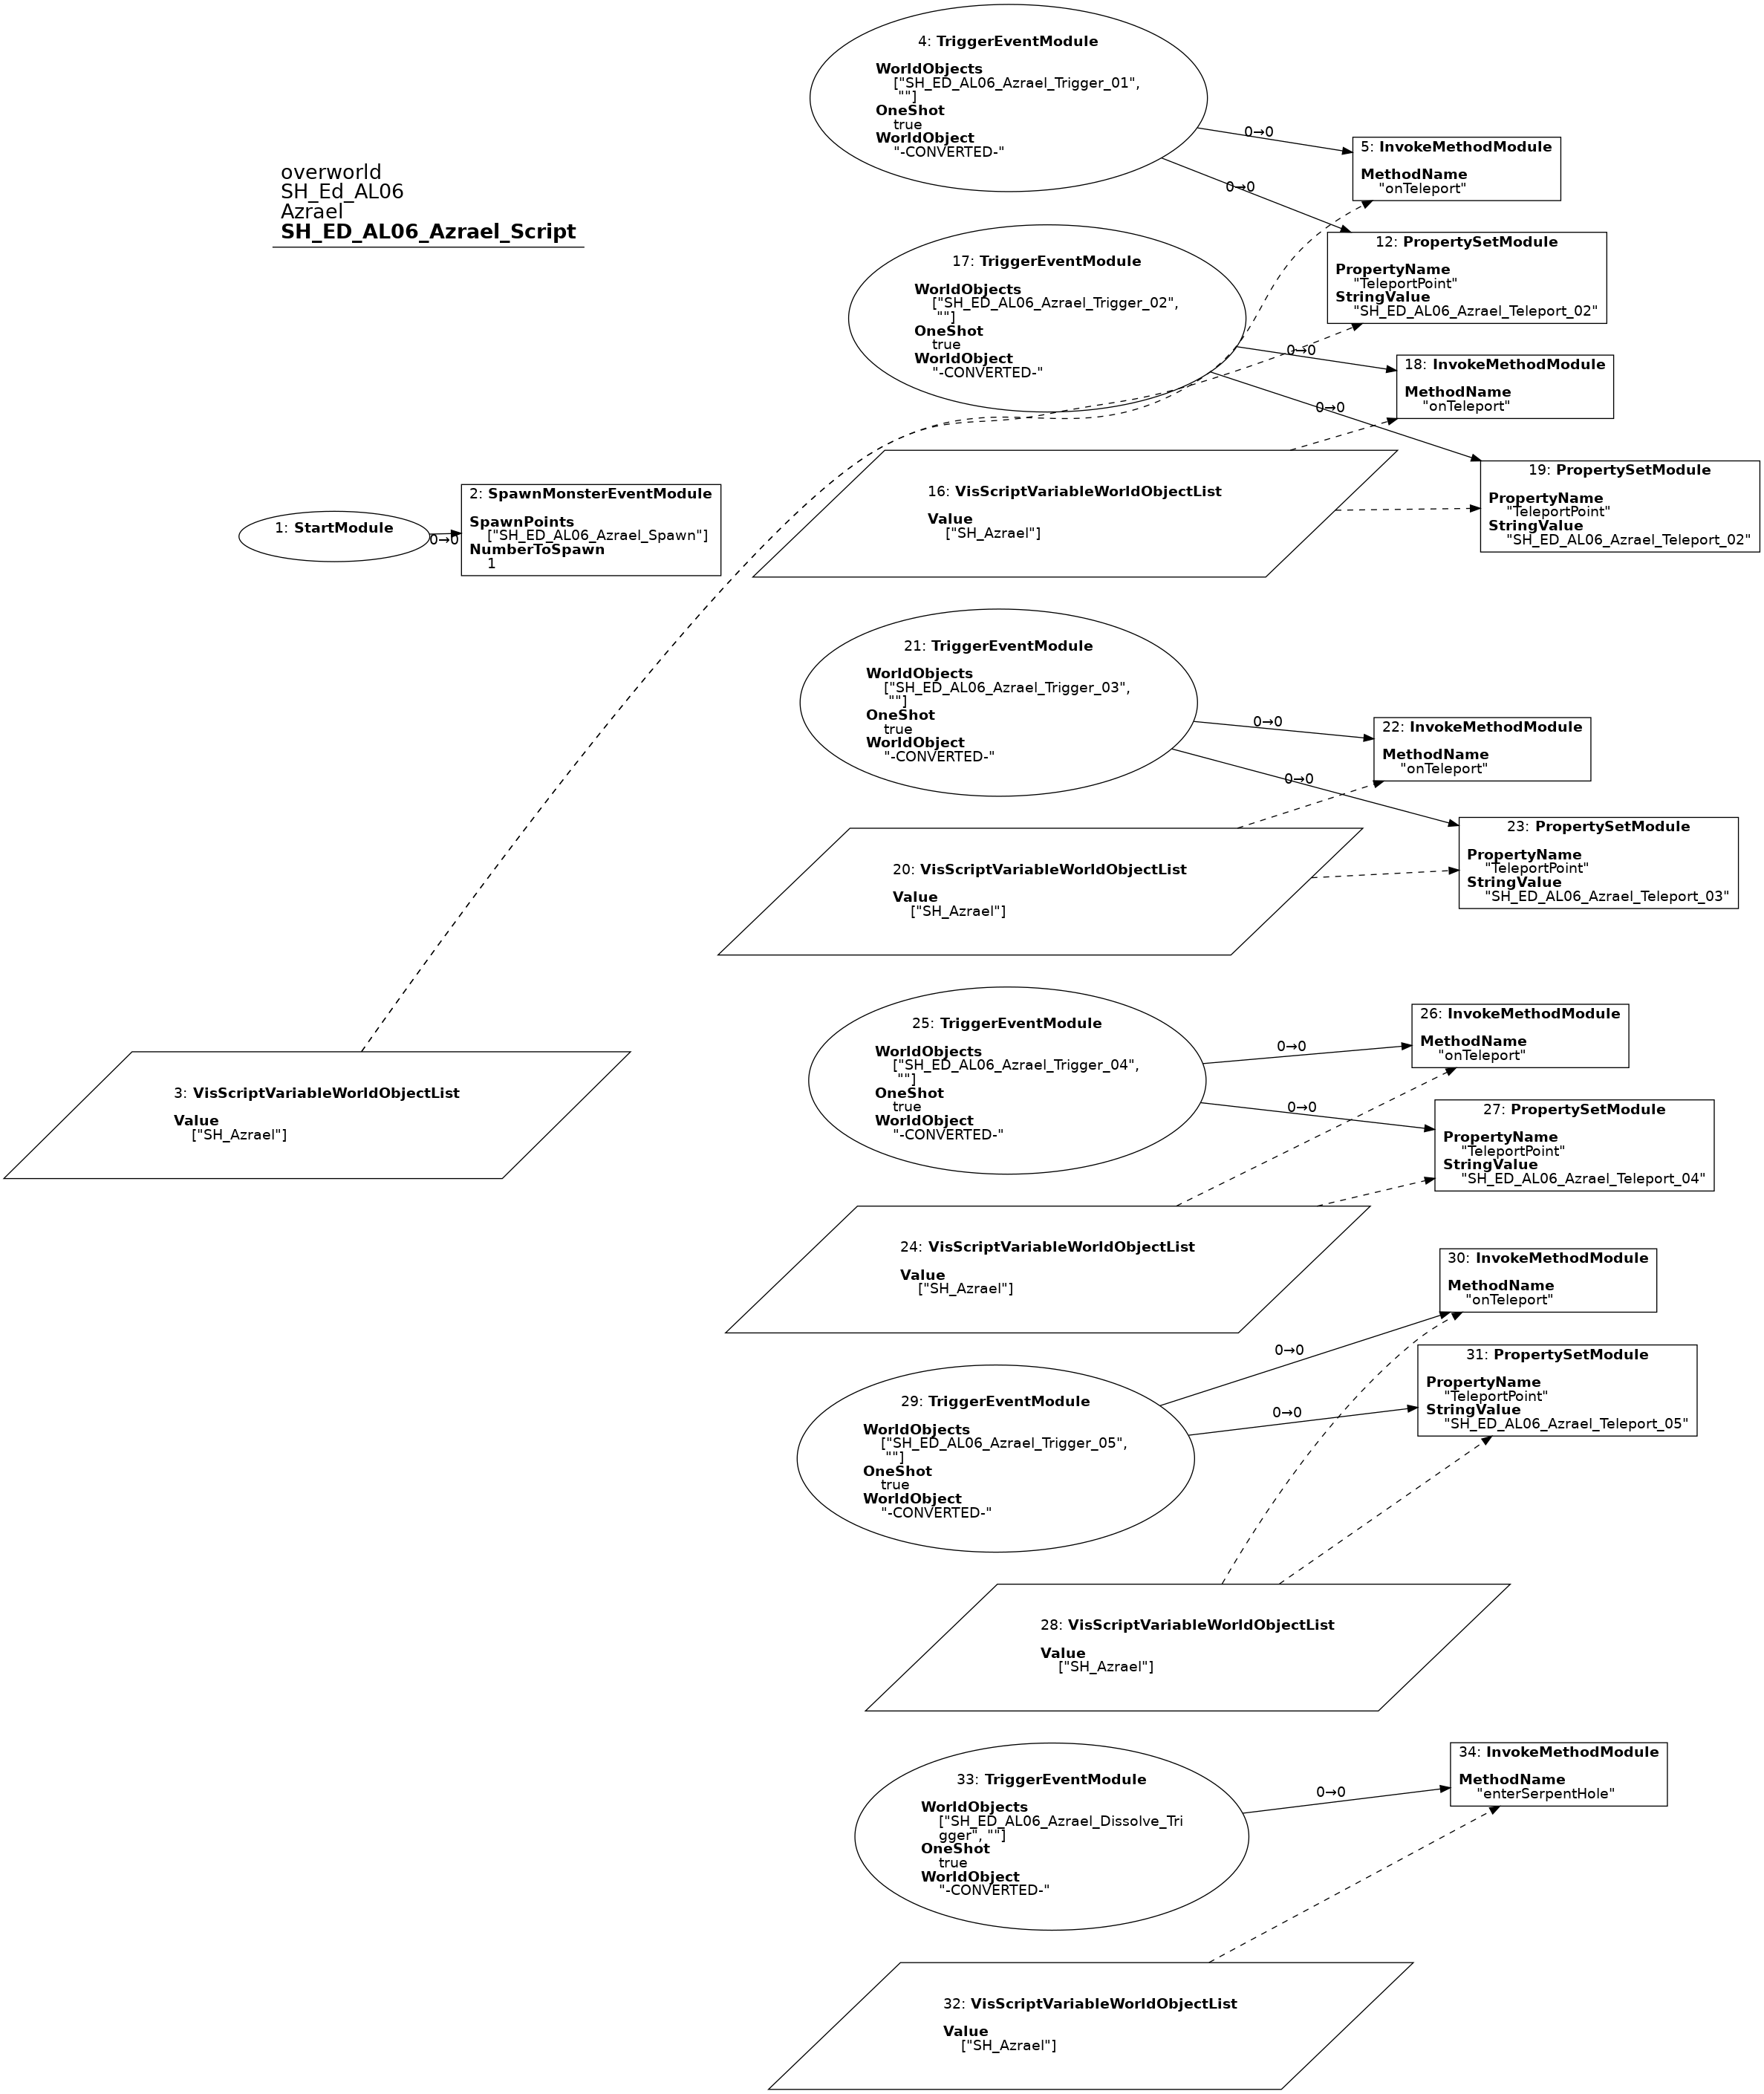 overworld
SH_Ed_AL06
Azrael
SH_ED_AL06_Azrael_Script
4: TriggerEventModule
WorldObjects
["SH_ED_AL06_Azrael_Trigger_01",
""]
OneShot
true
WorldObject
"-CONVERTED-"
0→0
0→0
5: InvokeMethodModule
MethodName
"onTeleport"
12: PropertySetModule
PropertyName
"TeleportPoint"
StringValue
"SH_ED_AL06_Azrael_Teleport_02"
17: TriggerEventModule
WorldObjects
["SH_ED_AL06_Azrael_Trigger_02",
""]
OneShot
true
WorldObject
"-CONVERTED-"
0→0
0→0
18: InvokeMethodModule
MethodName
"onTeleport"
16: VisScriptVariableWorldObjectList
Value
["SH_Azrael"]
19: PropertySetModule
PropertyName
"TeleportPoint"
StringValue
"SH_ED_AL06_Azrael_Teleport_02"
1: StartModule
0→0
2: SpawnMonsterEventModule
SpawnPoints
["SH_ED_AL06_Azrael_Spawn"]
NumberToSpawn
1
21: TriggerEventModule
WorldObjects
["SH_ED_AL06_Azrael_Trigger_03",
""]
OneShot
true
WorldObject
"-CONVERTED-"
0→0
0→0
22: InvokeMethodModule
MethodName
"onTeleport"
20: VisScriptVariableWorldObjectList
Value
["SH_Azrael"]
23: PropertySetModule
PropertyName
"TeleportPoint"
StringValue
"SH_ED_AL06_Azrael_Teleport_03"
25: TriggerEventModule
WorldObjects
["SH_ED_AL06_Azrael_Trigger_04",
""]
OneShot
true
WorldObject
"-CONVERTED-"
0→0
0→0
26: InvokeMethodModule
MethodName
"onTeleport"
3: VisScriptVariableWorldObjectList
Value
["SH_Azrael"]
27: PropertySetModule
PropertyName
"TeleportPoint"
StringValue
"SH_ED_AL06_Azrael_Teleport_04"
24: VisScriptVariableWorldObjectList
Value
["SH_Azrael"]
30: InvokeMethodModule
MethodName
"onTeleport"
29: TriggerEventModule
WorldObjects
["SH_ED_AL06_Azrael_Trigger_05",
""]
OneShot
true
WorldObject
"-CONVERTED-"
0→0
0→0
31: PropertySetModule
PropertyName
"TeleportPoint"
StringValue
"SH_ED_AL06_Azrael_Teleport_05"
28: VisScriptVariableWorldObjectList
Value
["SH_Azrael"]
33: TriggerEventModule
WorldObjects
["SH_ED_AL06_Azrael_Dissolve_Tri
gger", ""]
OneShot
true
WorldObject
"-CONVERTED-"
0→0
34: InvokeMethodModule
MethodName
"enterSerpentHole"
32: VisScriptVariableWorldObjectList
Value
["SH_Azrael"]